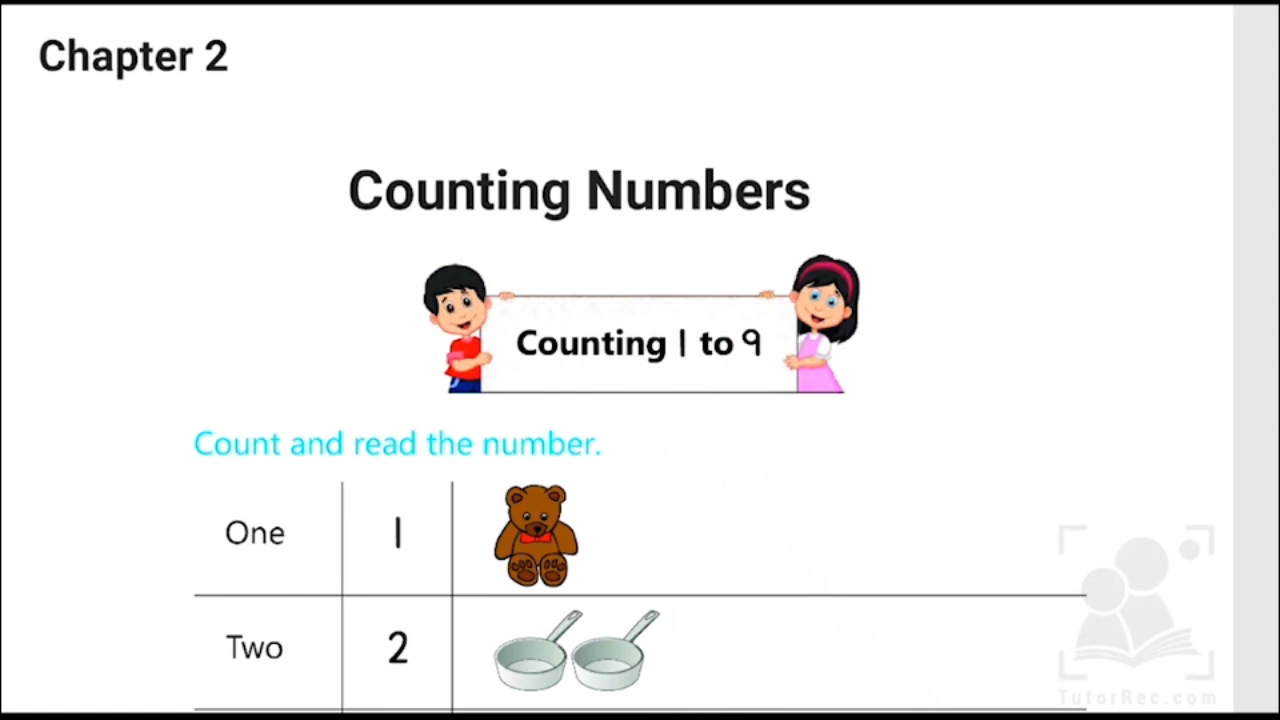 Chapter 2
Counting Numbers
Counting 1 to 9
Count and read the number.
One 1
Two 2
TutorRec.com